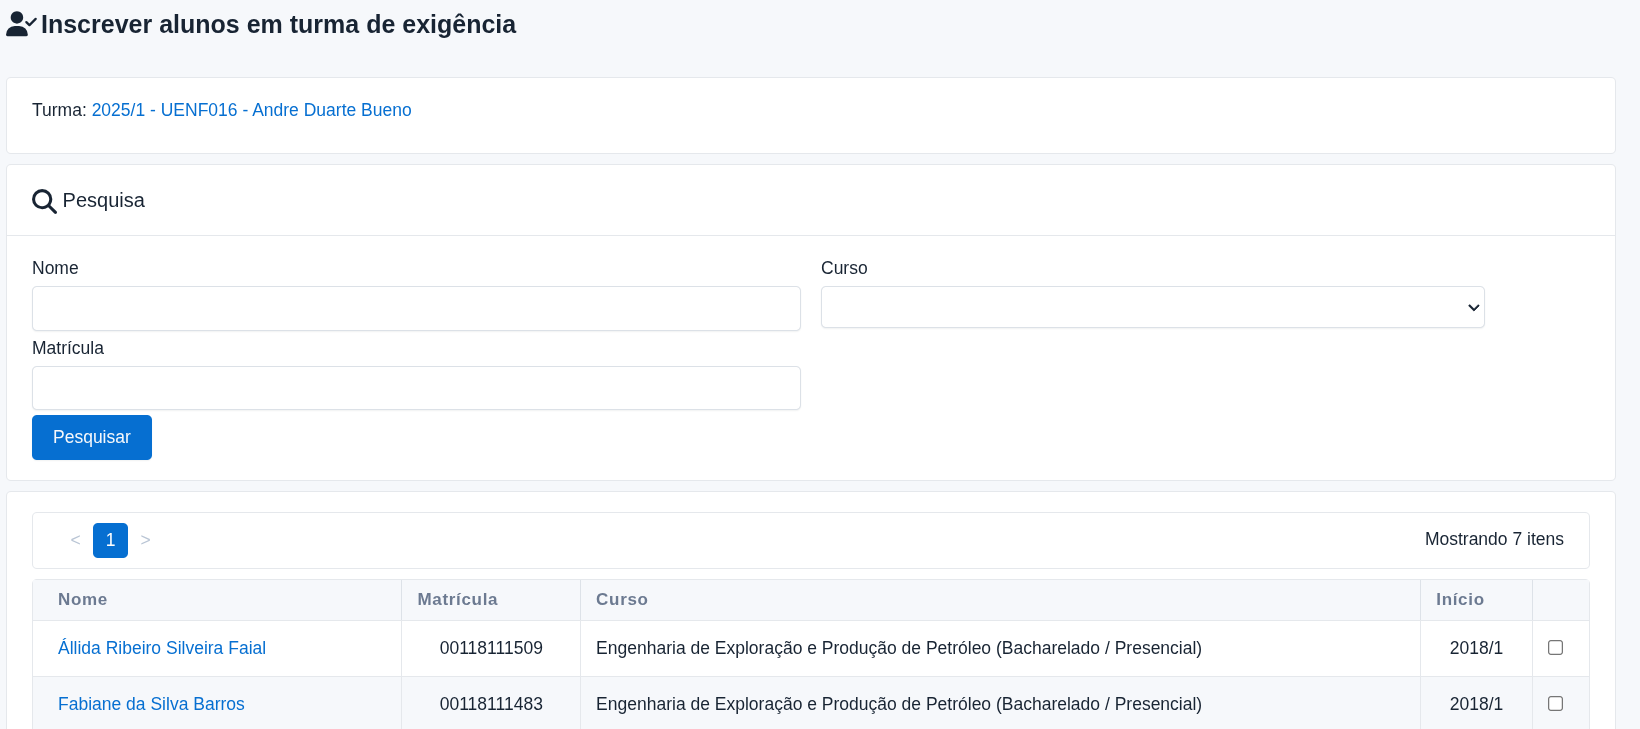 Inscrever alunos em turma de exigência
Turma: 2025/1 - UENF016 - Andre Duarte Bueno
Pesquisa
Nome
Curso
Matrícula
Pesquisar
< 1 >
Mostrando 7 itens
Nome Matrícula Curso Início
Állida Ribeiro Silveira Faial 00118111509 Engenharia de Exploração e Produção de Petróleo (Bacharelado / Presencial) 2018/1
Fabiane da Silva Barros 00118111483 Engenharia de Exploração e Produção de Petróleo (Bacharelado / Presencial) 2018/1